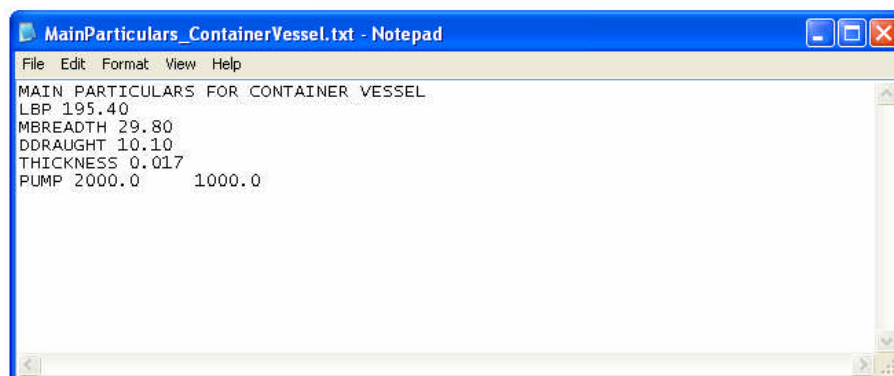 MainParticulars_ContainerVessel.txt - Notepad
File Edit Format View Help
MAIN PARTICULARS FOR CONTAINER VESSEL
LBP 195.40
MBREADTH 29.80
DDRAUGHT 10.10
THICKNESS 0.017
PUMP 2000.0 1000.0